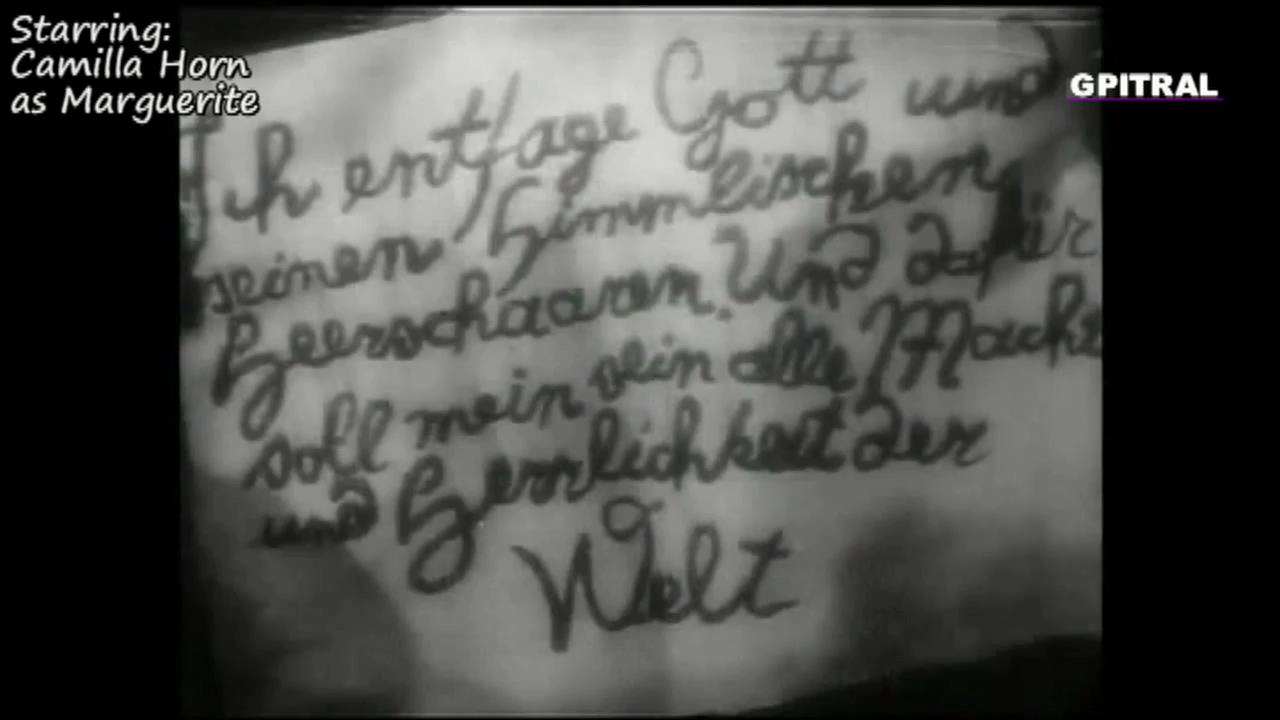 Starring:
Camilla Horn
as Marguerite
GPITRAL
Ich entsage Gott und
seinen himmlischen
Heerschaaren. Und dafür
soll mein sein alle Macht
und Herrlichkeit der
Welt